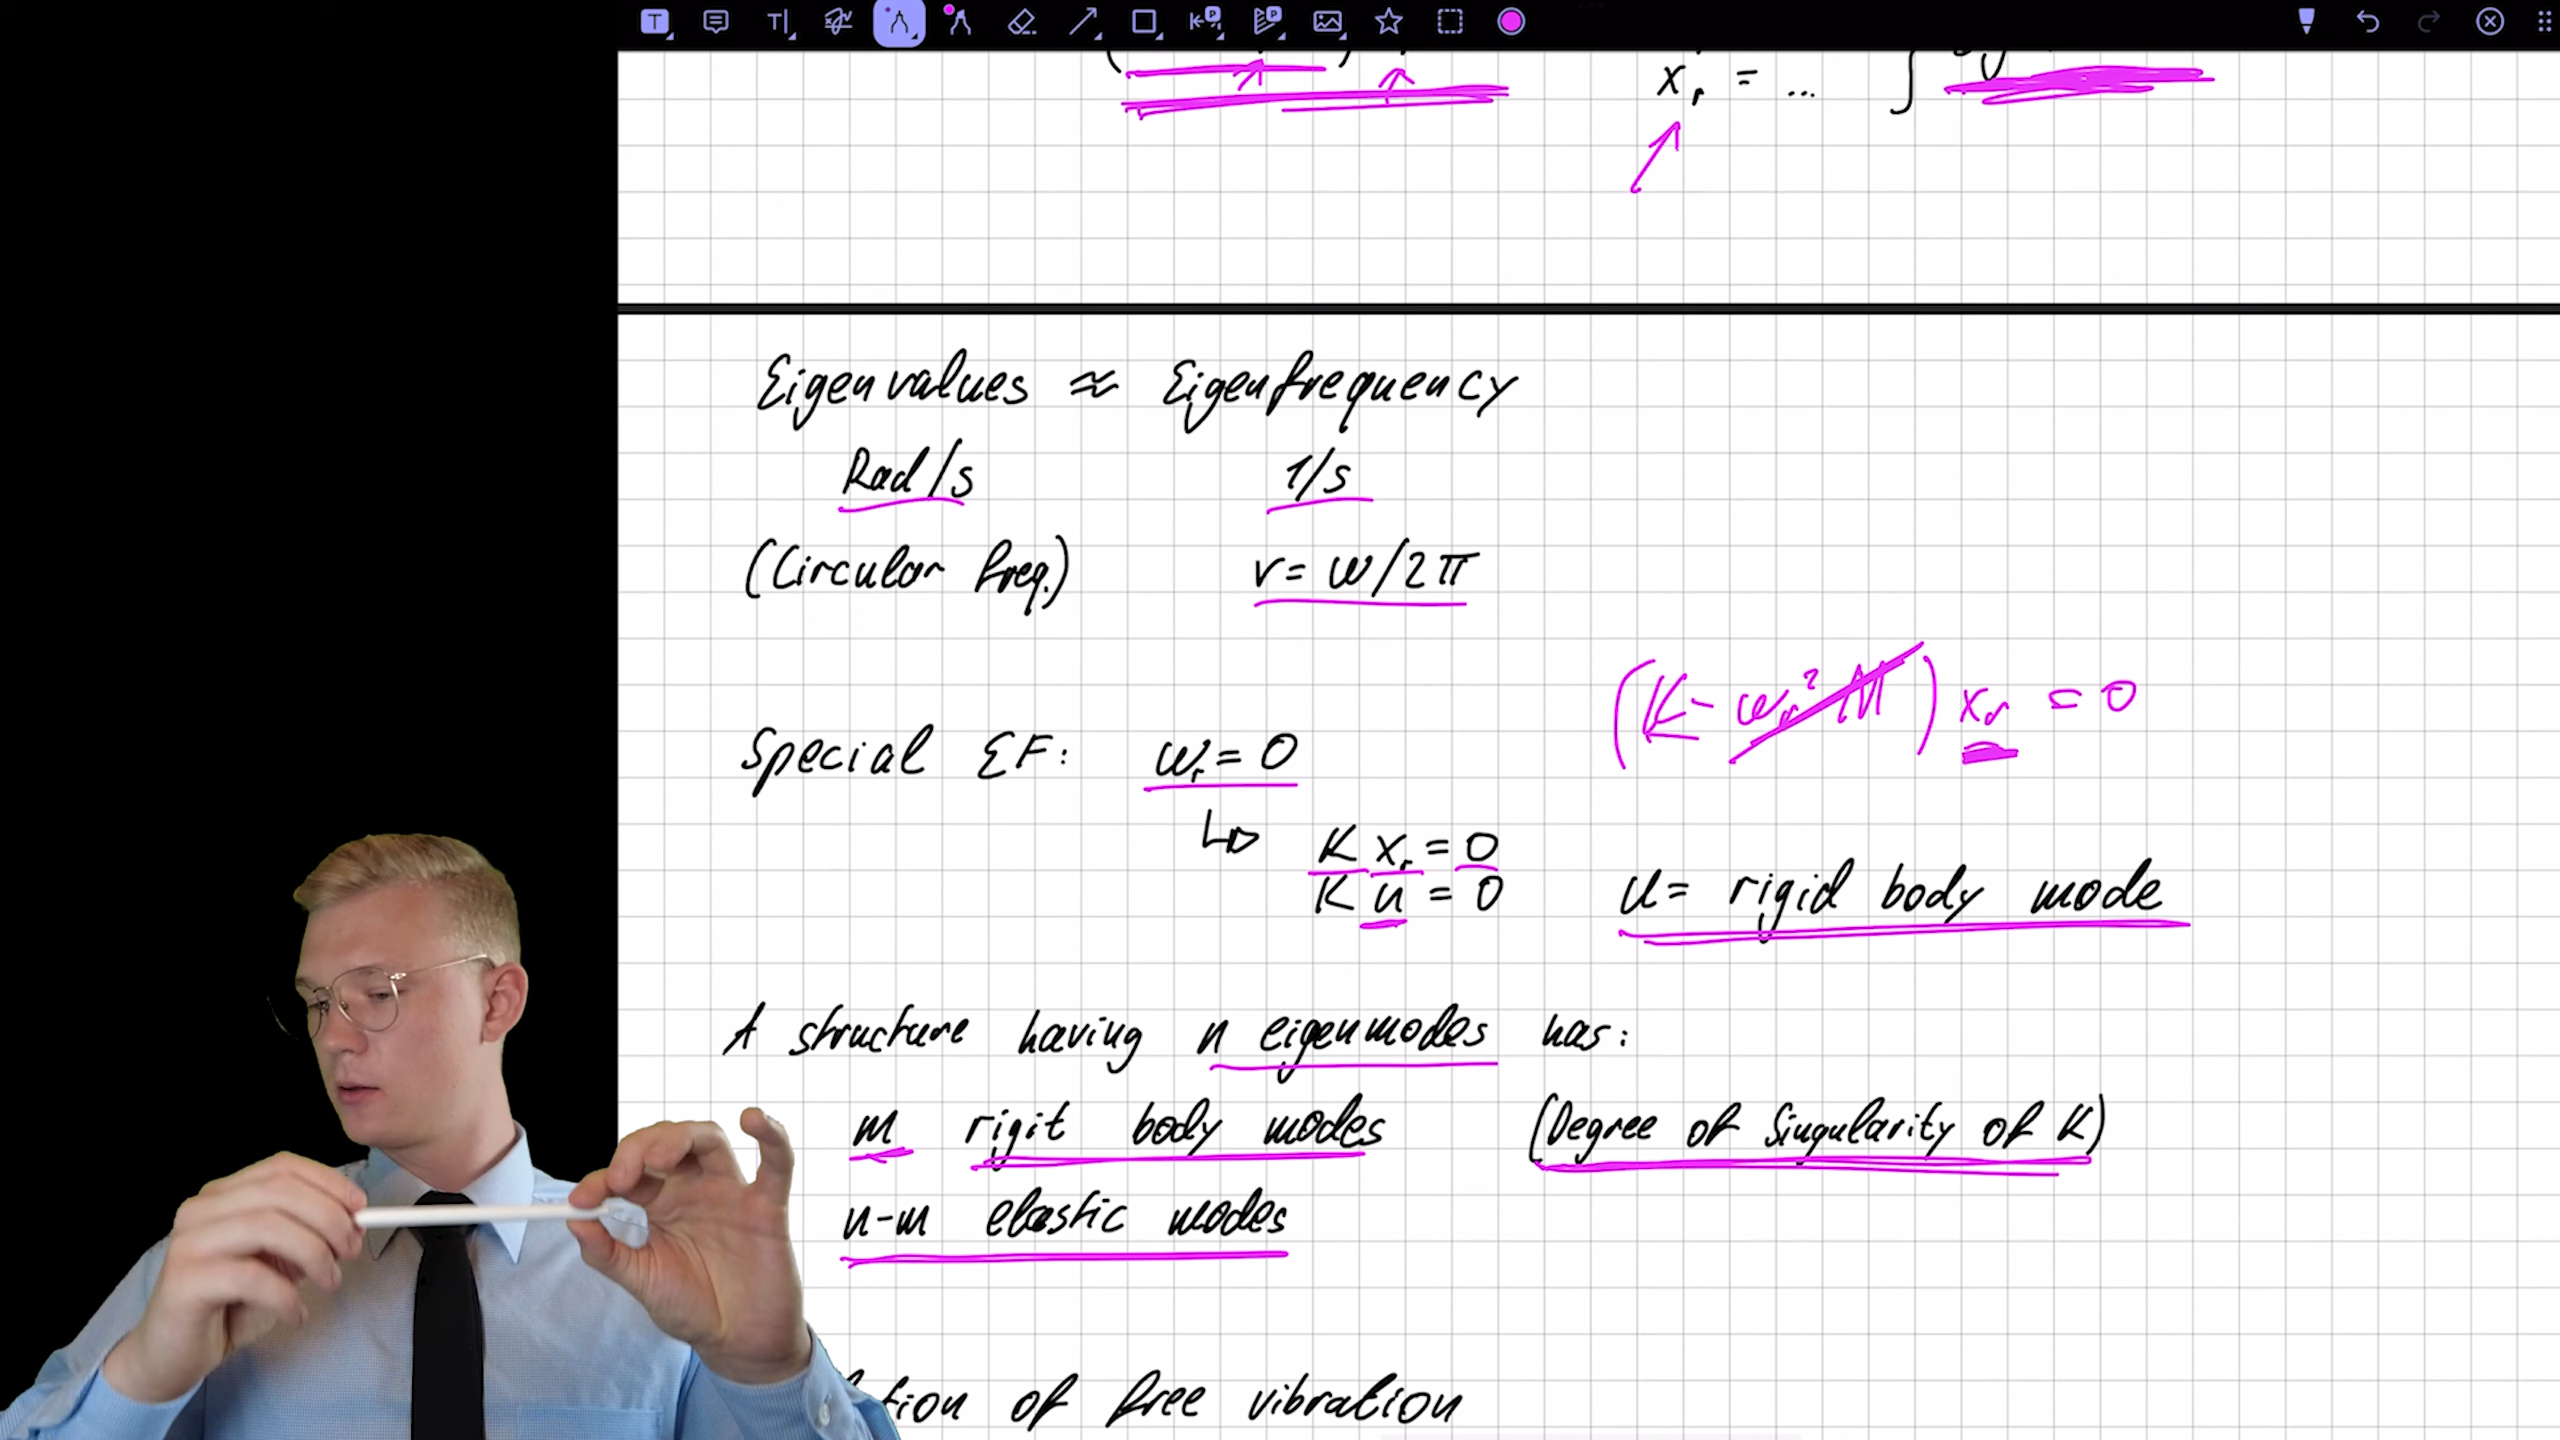 x_r = ... ∫
Eigenvalues ≈ Eigenfrequency
Rad/s 1/s
(Circular freq.) ν = ω/2π
(K - ω_r² M) x_r = 0
Special EF: ω_r = 0
↳ K x_r = 0
K u = 0 u = rigid body mode
A structure having n eigenmodes has:
m rigit body modes (Degree of Singularity of K)
n-m elastic modes
tion of free vibration